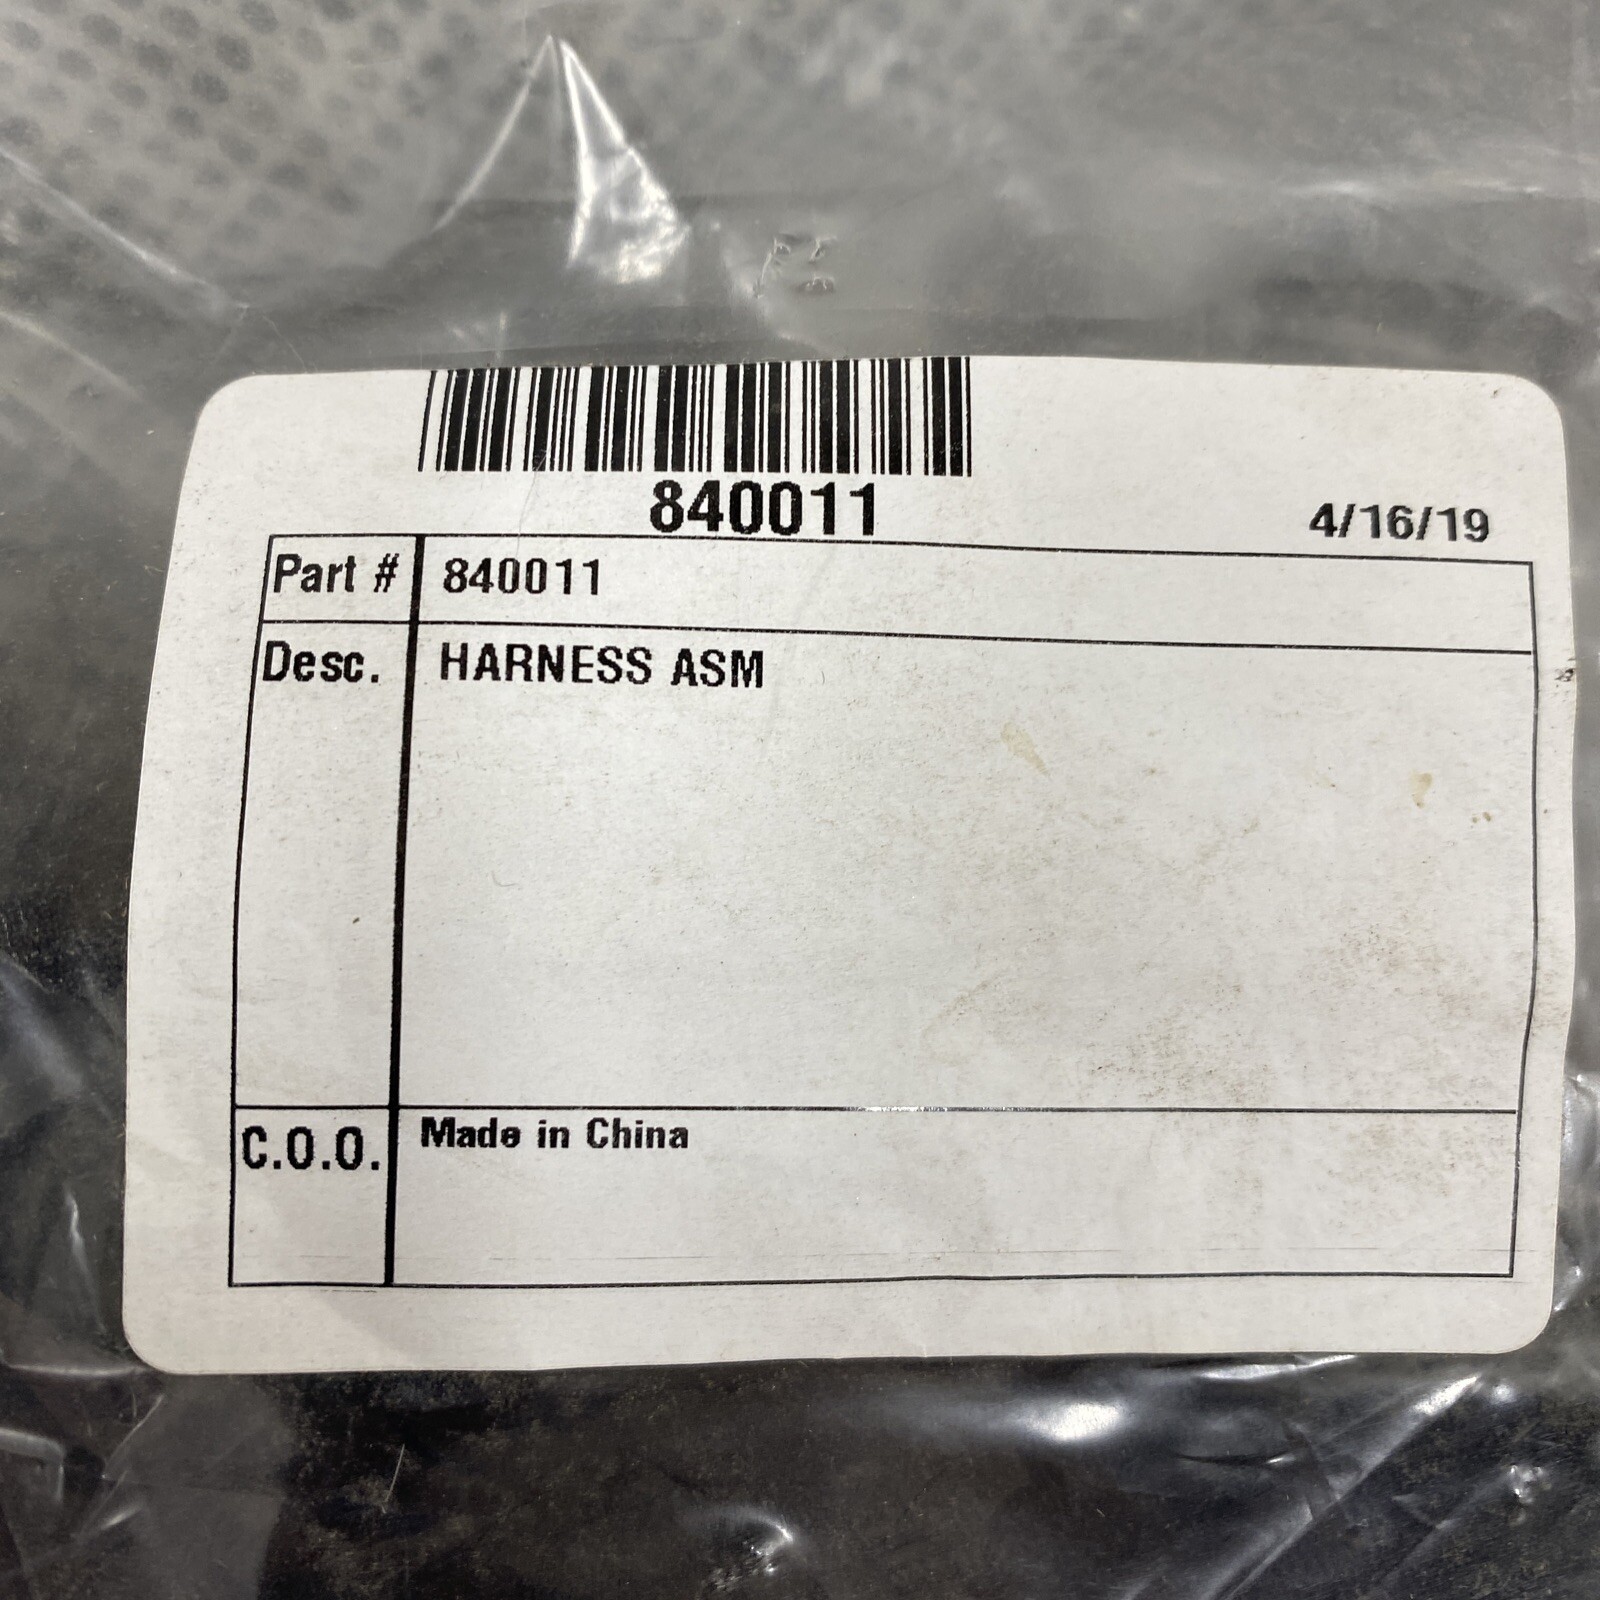 840011
4/16/19
Part # 840011
Desc. HARNESS ASM
C.O.O. Made in China